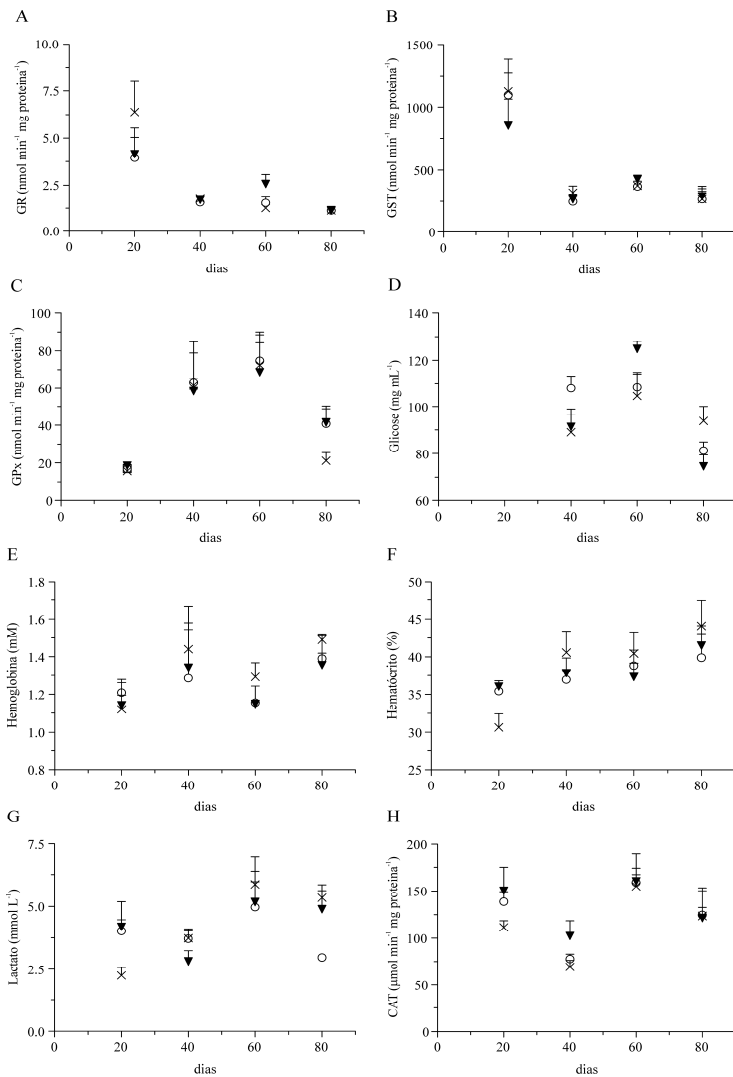 A
10.0
7.5
5.0
2.5
0.0
GR (nmol min⁻¹ mg proteina⁻¹)
0 20 40 60 80
dias
B
1500
1000
500
0
GST (nmol min⁻¹ mg proteina⁻¹)
0 20 40 60 80
dias
C
100
80
60
40
20
0
GPx (nmol min⁻¹ mg proteina⁻¹)
0 20 40 60 80
dias
D
140
120
100
80
60
Glicose (mg mL⁻¹)
0 20 40 60 80
dias
E
1.8
1.6
1.4
1.2
1.0
0.8
Hemoglobina (mM)
0 20 40 60 80
dias
F
50
45
40
35
30
25
Hematócrito (%)
0 20 40 60 80
dias
G
7.5
5.0
2.5
0.0
Lactato (mmol L⁻¹)
0 20 40 60 80
dias
H
200
150
100
50
0
CAT (µmol min⁻¹ mg proteina⁻¹)
0 20 40 60 80
dias